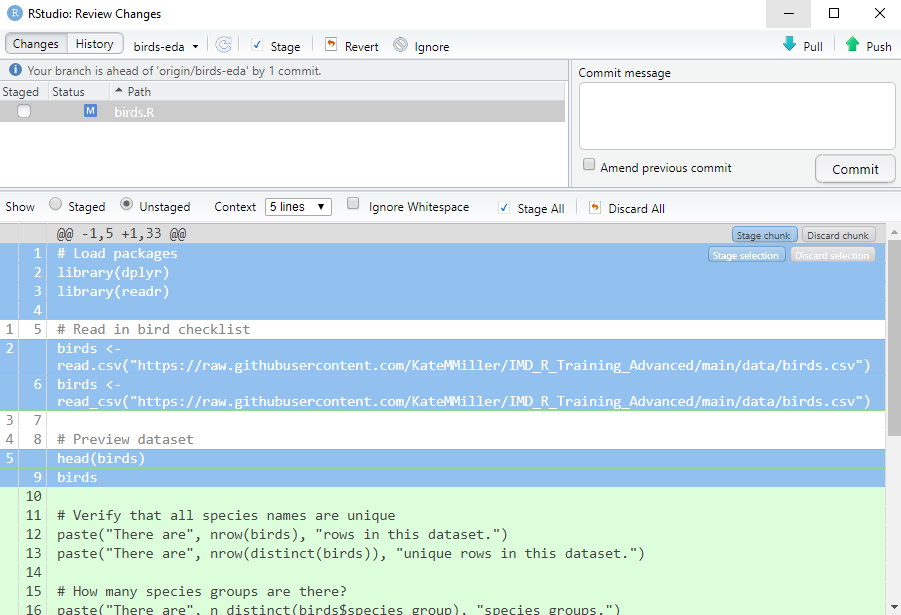 RStudio: Review Changes
Changes History birds-eda Stage Revert Ignore Pull Push
Your branch is ahead of 'origin/birds-eda' by 1 commit.
Staged Status Path
M birds.R
Commit message
Amend previous commit Commit
Show Staged Unstaged Context 5 lines Ignore Whitespace Stage All Discard All
@@ -1,5 +1,33 @@ Stage chunk Discard chunk
1 # Load packages Stage selection Discard selection
2 library(dplyr)
3 library(readr)
4
1 5 # Read in bird checklist
2 birds <-
read.csv("https://raw.githubusercontent.com/KateMMiller/IMD_R_Training_Advanced/main/data/birds.csv")
6 birds <-
read_csv("https://raw.githubusercontent.com/KateMMiller/IMD_R_Training_Advanced/main/data/birds.csv")
3 7
4 8 # Preview dataset
5 head(birds)
9 birds
10
11 # Verify that all species names are unique
12 paste("There are", nrow(birds), "rows in this dataset.")
13 paste("There are", nrow(distinct(birds)), "unique rows in this dataset.")
14
15 # How many species groups are there?
16 paste("There are", n_distinct(birds$species_group), "species groups.")